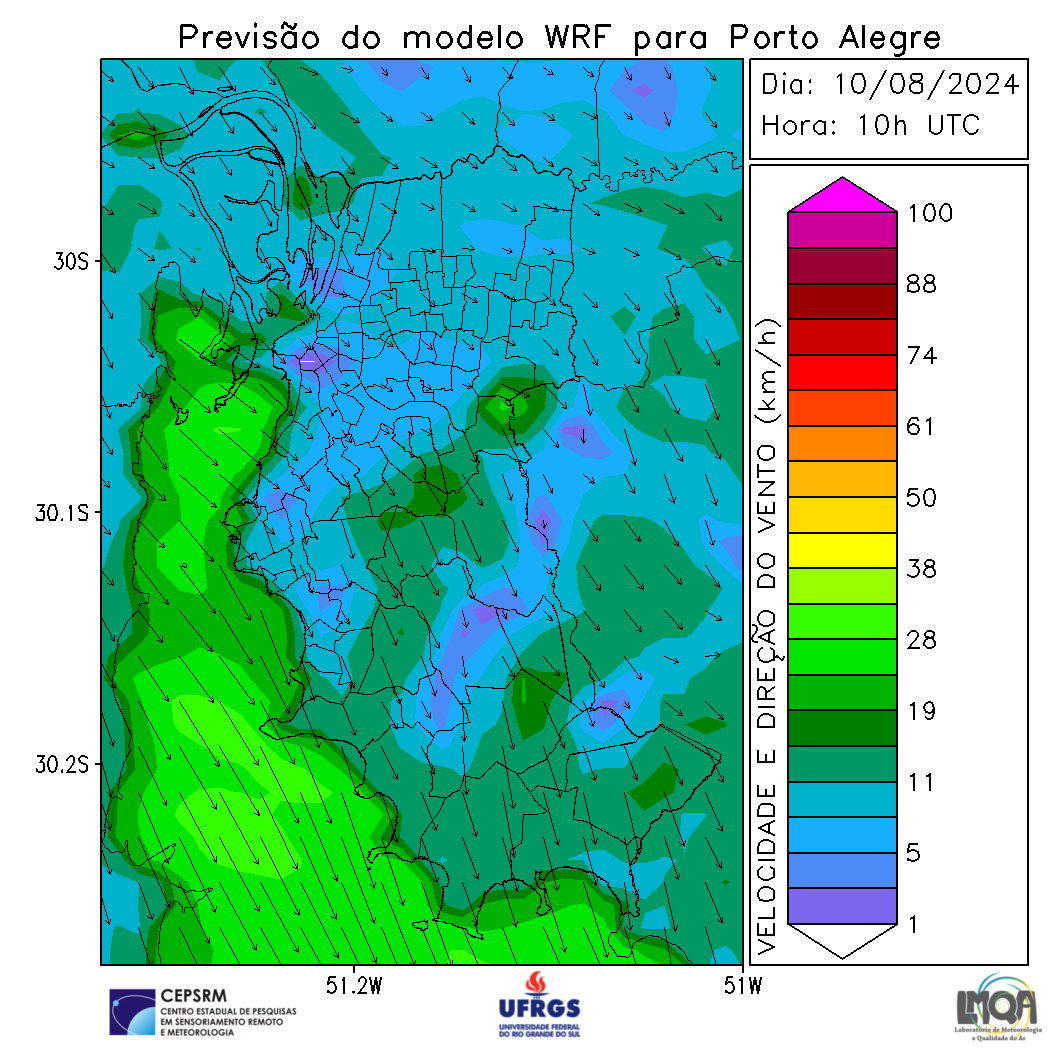 Previsão do modelo WRF para Porto Alegre
Dia: 10/08/2024
Hora: 10h UTC
30S
30.1S
30.2S
51.2W
51W
VELOCIDADE E DIREÇÃO DO VENTO (km/h)
100
88
74
61
50
38
28
19
11
5
1
CEPSRM
CENTRO ESTADUAL DE PESQUISAS
EM SENSORIAMENTO REMOTO
E METEOROLOGIA
UFRGS
UNIVERSIDADE FEDERAL
DO RIO GRANDE DO SUL
LMQA
Laboratório de Meteorologia
e Qualidade do Ar